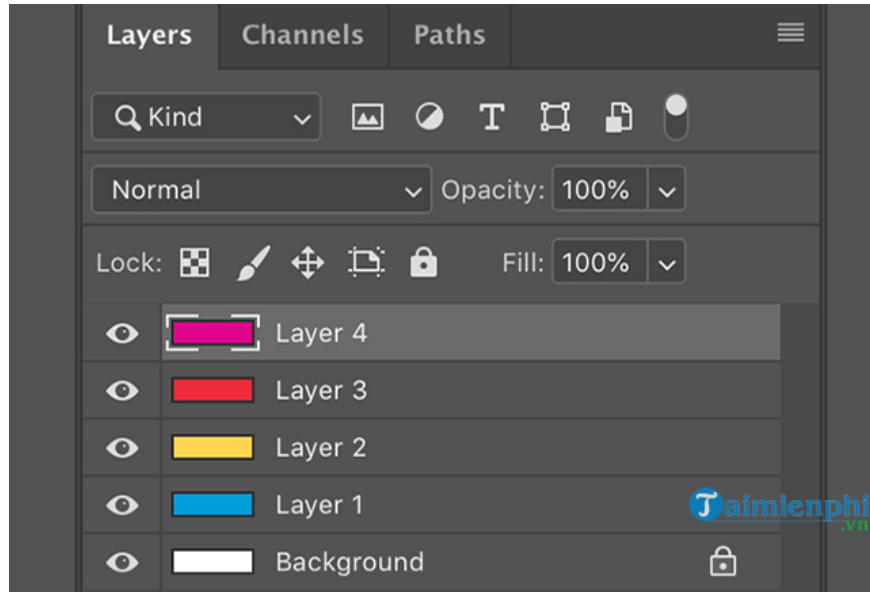 Layers Channels Paths
Kind
Normal Opacity: 100%
Lock: Fill: 100%
Layer 4
Layer 3
Layer 2
Layer 1
Taimienphi
.vn
Background